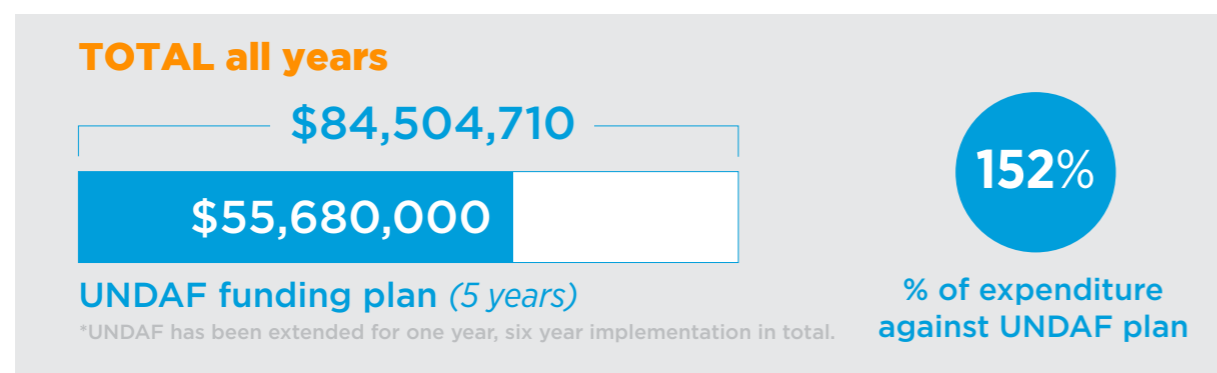 TOTAL all years
$84,504,710
$55,680,000
UNDAF funding plan (5 years)
*UNDAF has been extended for one year, six year implementation in total.
152%
% of expenditure
against UNDAF plan